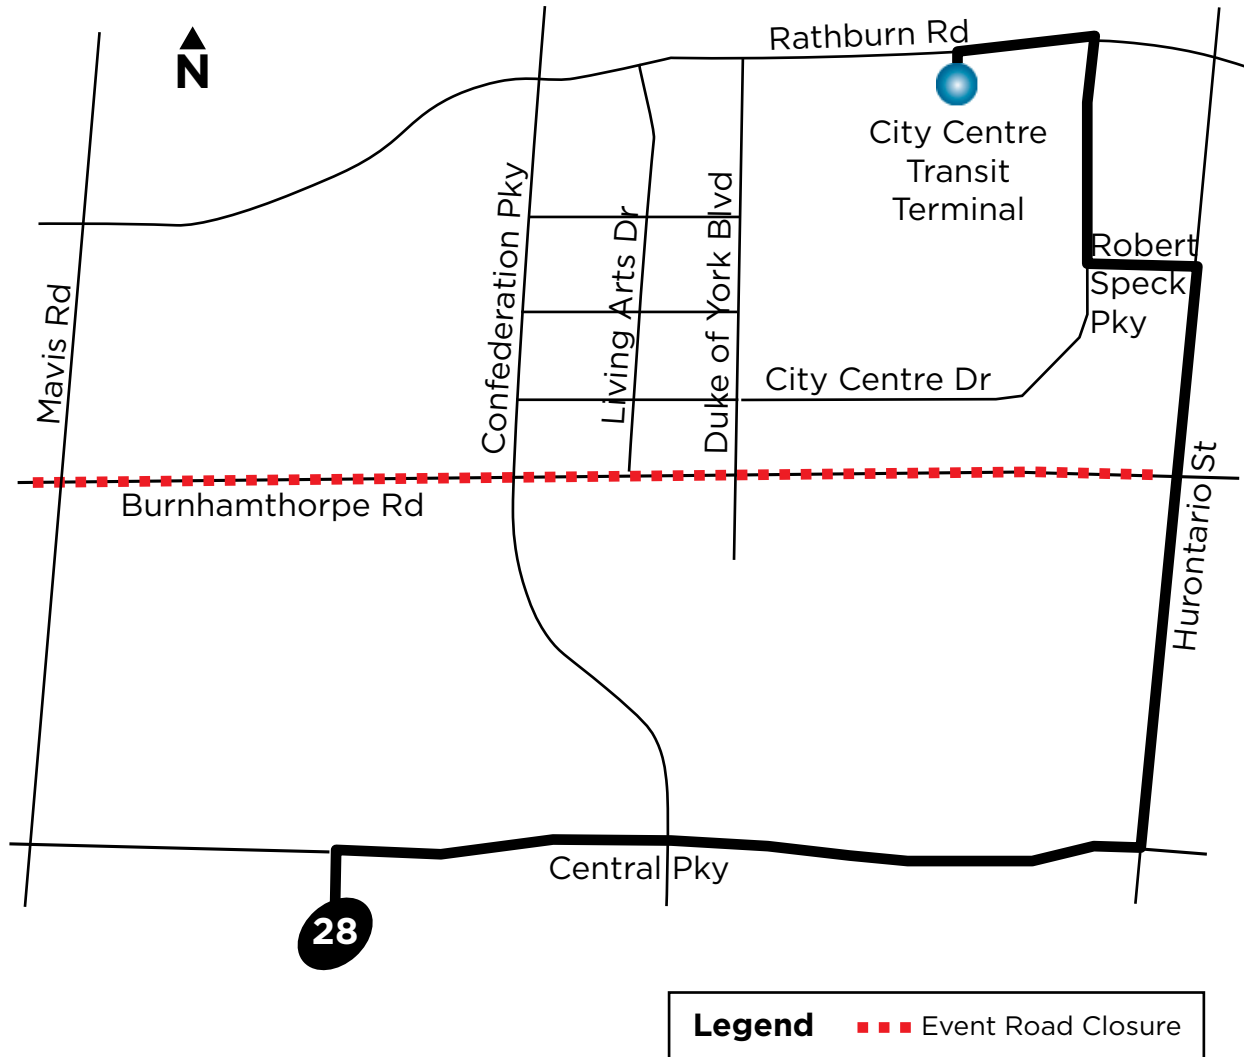 Rathburn Rd
N
City Centre
Transit
Terminal
Confederation Pky
Living Arts Dr
Duke of York Blvd
Robert
Speck
Pky
Mavis Rd
City Centre Dr
Burnhamthorpe Rd
Hurontario St
Central Pky
28
Legend Event Road Closure